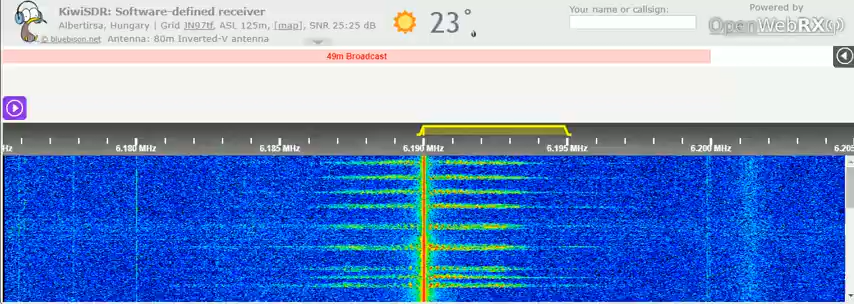 KiwiSDR: Software-defined receiver
Albertirsa, Hungary | Grid JN97tf, ASL 125m, [map], SNR 25:25 dB
© bluebison.net Antenna: 80m Inverted-V antenna
23°
Your name or callsign:
Powered by
OpenWebRX
49m Broadcast
Hz 6.180 MHz 6.185 MHz 6.190 MHz 6.195 MHz 6.200 MHz 6.205